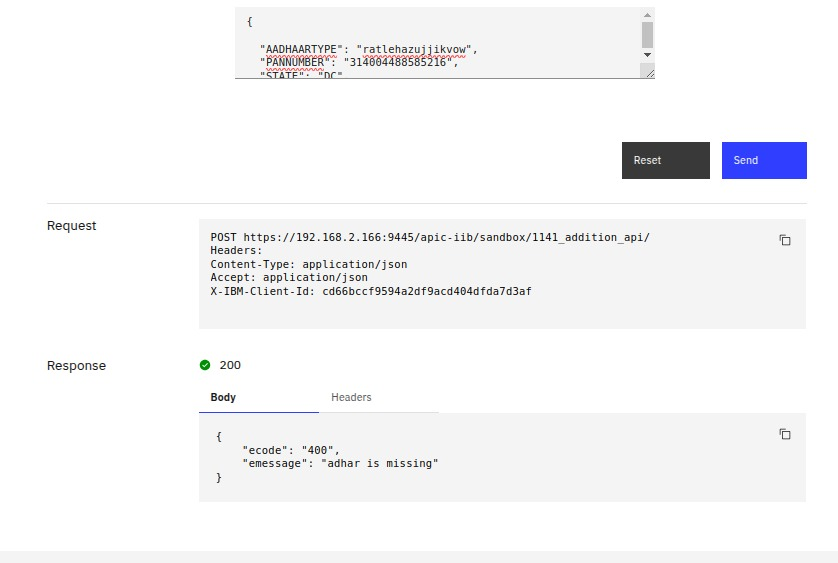 {
"AADHAARTYPE": "ratlehazujjikvow",
"PANNUMBER": "314004488585216",
"STATE": "DC"
Reset
Send
Request
POST https://192.168.2.166:9445/apic-iib/sandbox/1141_addition_api/
Headers:
Content-Type: application/json
Accept: application/json
X-IBM-Client-Id: cd66bccf9594a2df9acd404dfda7d3af
Response
200
Body
Headers
{
"ecode": "400",
"emessage": "adhar is missing"
}